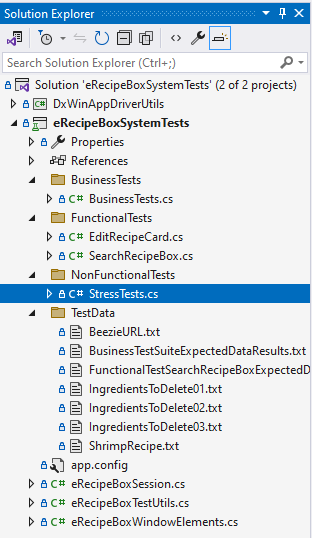 Solution Explorer
Search Solution Explorer (Ctrl+;)
Solution 'eRecipeBoxSystemTests' (2 of 2 projects)
C# DxWinAppDriverUtils
eRecipeBoxSystemTests
Properties
References
BusinessTests
C# BusinessTests.cs
FunctionalTests
C# EditRecipeCard.cs
C# SearchRecipeBox.cs
NonFunctionalTests
C# StressTests.cs
TestData
BeezieURL.txt
BusinessTestSuiteExpectedDataResults.txt
FunctionalTestSearchRecipeBoxExpectedD
IngredientsToDelete01.txt
IngredientsToDelete02.txt
IngredientsToDelete03.txt
ShrimpRecipe.txt
app.config
C# eRecipeBoxSession.cs
C# eRecipeBoxTestUtils.cs
C# eRecipeBoxWindowElements.cs